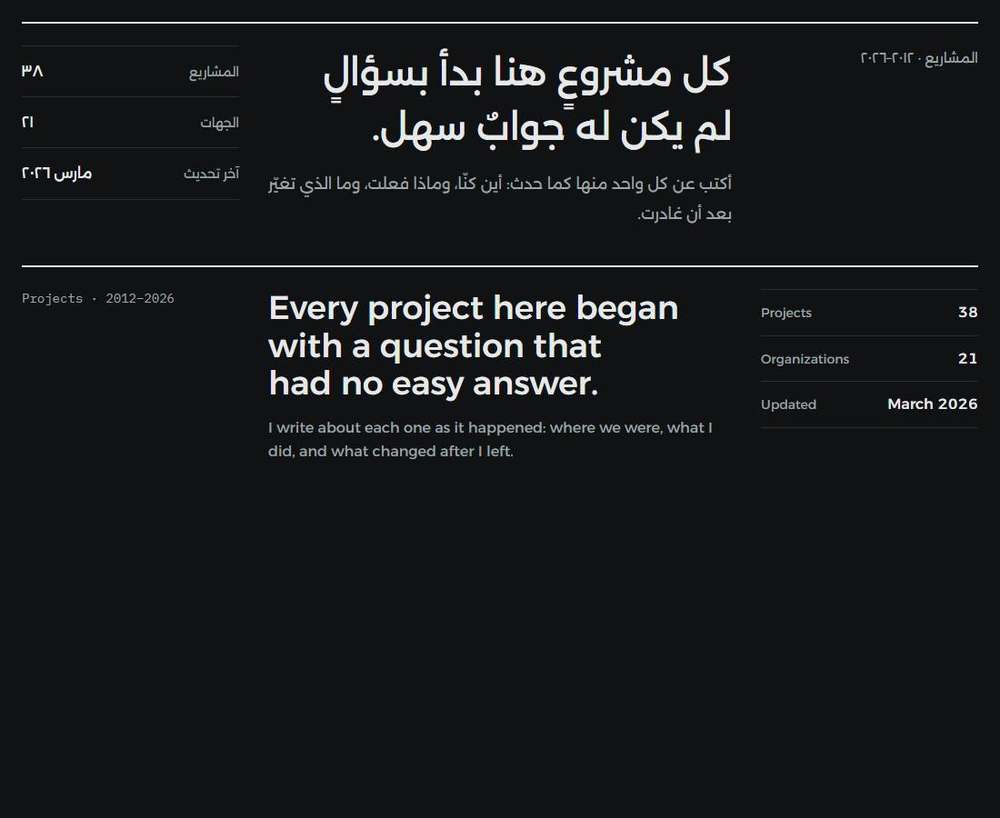 المشاريع · ٢٠١٢–٢٠٢٦
كل مشروعٍ هنا بدأ بسؤالٍ
لم يكن له جوابٌ سهل.
أكتب عن كل واحد منها كما حدث: أين كنّا، وماذا فعلت، وما الذي تغيّر
بعد أن غادرت.
المشاريع ٣٨
الجهات ٢١
آخر تحديث مارس ٢٠٢٦
Projects · 2012–2026
Every project here began
with a question that
had no easy answer.
I write about each one as it happened: where we were, what I
did, and what changed after I left.
Projects 38
Organizations 21
Updated March 2026